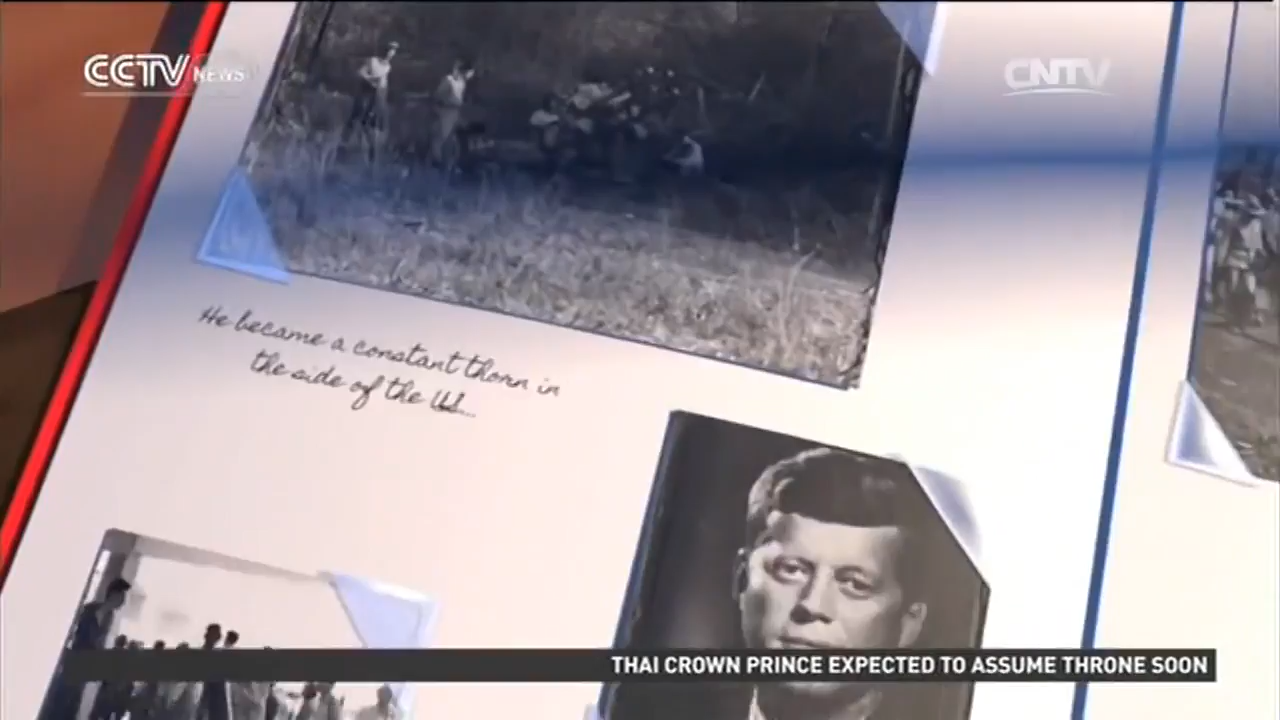 CCTV NEWS
CNTV
He became a constant thorn in
the side of the US...
THAI CROWN PRINCE EXPECTED TO ASSUME THRONE SOON